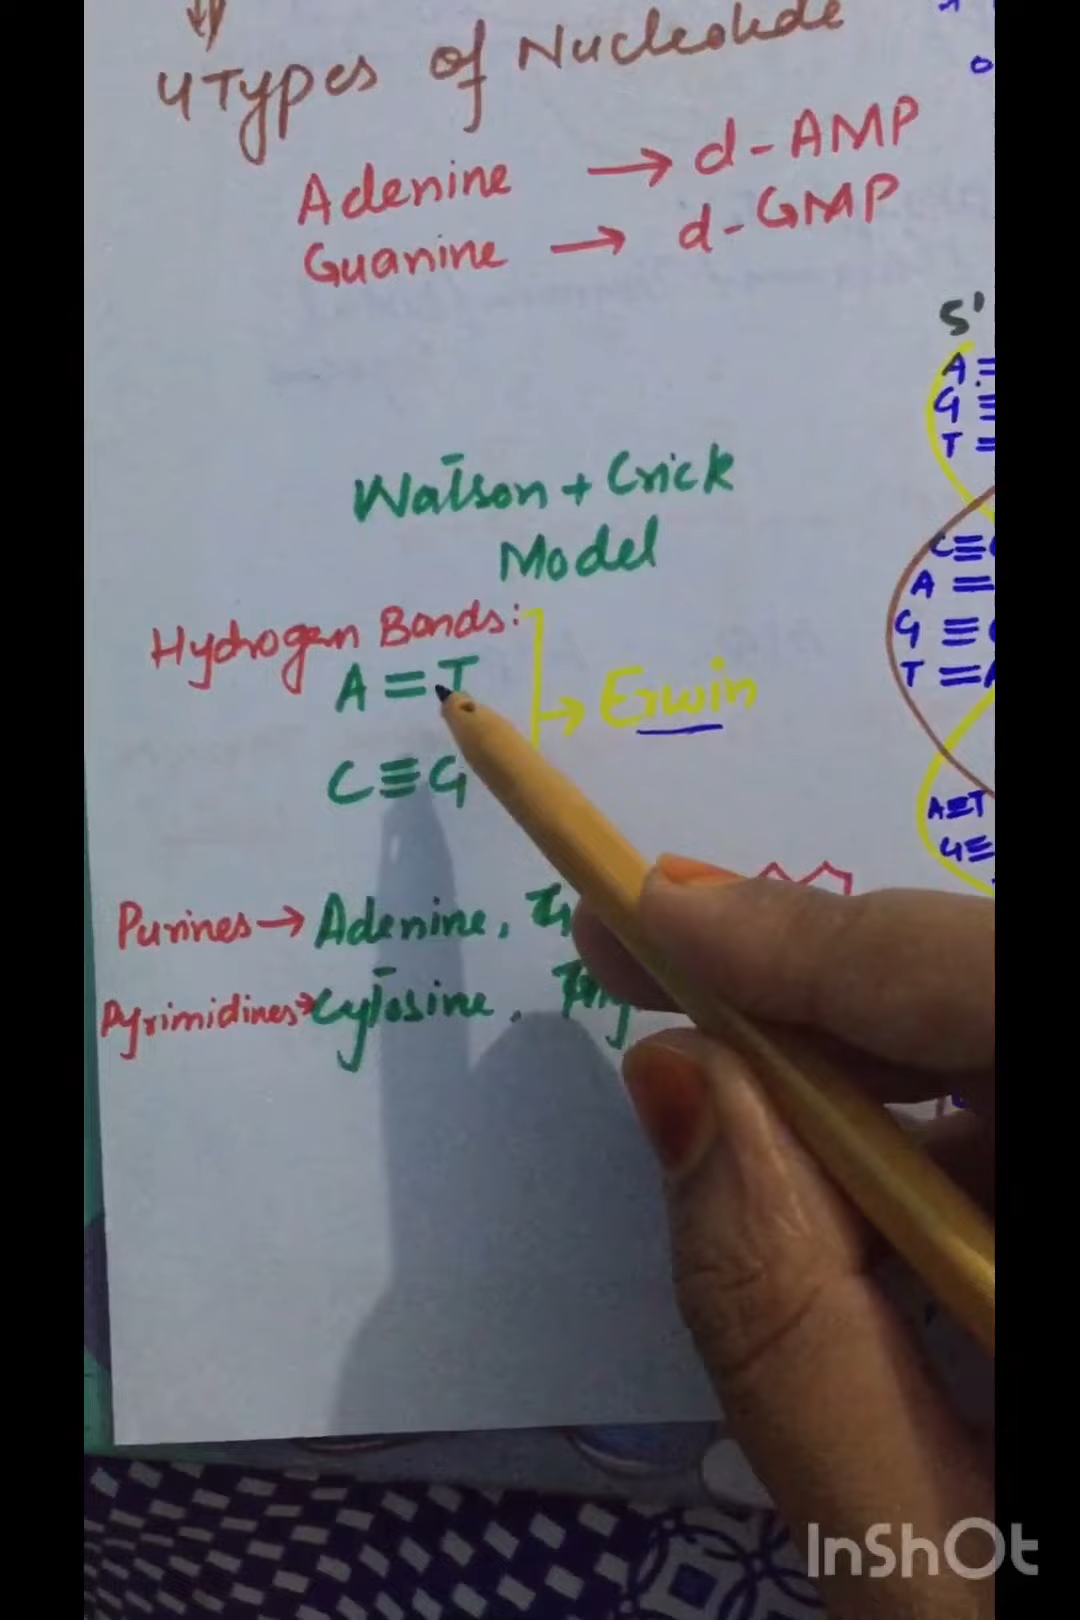 4 Types of Nucleotide
Adenine → d-AMP
Guanine → d-GMP
Watson + Crick
Model
Hydrogen Bonds:
A = T
C ≡ G
→ Erwin
Purines → Adenine,
Pyrimidines → Cytosine,
5'
A =
G ≡
T =
C ≡
A =
G ≡
T = A
A = T
G ≡
InShOt